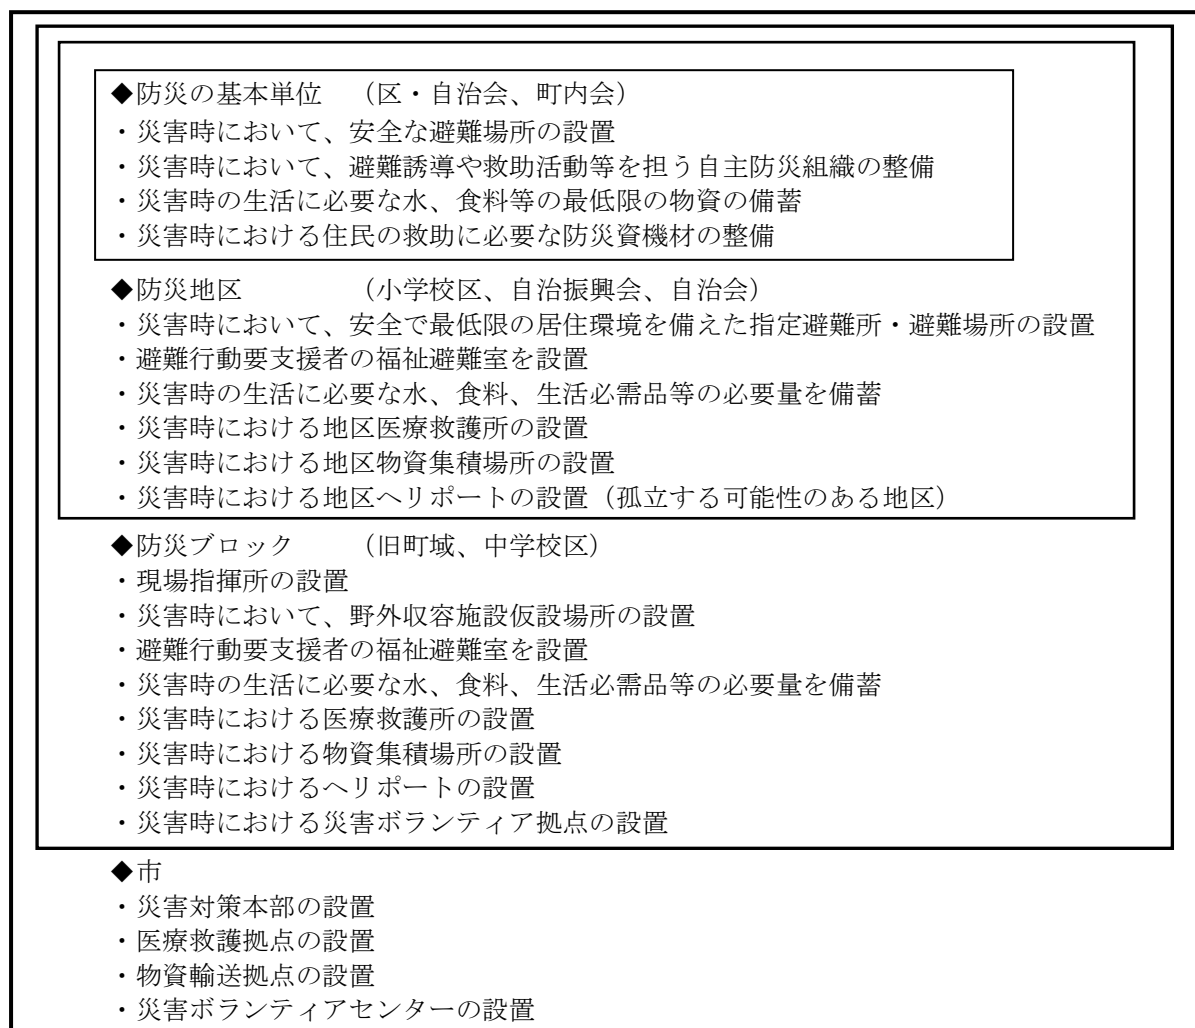 ◆防災の基本単位　（区・自治会、町内会）
・災害時において、安全な避難場所の設置
・災害時において、避難誘導や救助活動等を担う自主防災組織の整備
・災害時の生活に必要な水、食料等の最低限の物資の備蓄
・災害時における住民の救助に必要な防災資機材の整備
◆防災地区　　　　（小学校区、自治振興会、自治会）
・災害時において、安全で最低限の居住環境を備えた指定避難所・避難場所の設置
・避難行動要支援者の福祉避難室を設置
・災害時の生活に必要な水、食料、生活必需品等の必要量を備蓄
・災害時における地区医療救護所の設置
・災害時における地区物資集積場所の設置
・災害時における地区ヘリポートの設置（孤立する可能性のある地区）
◆防災ブロック　　（旧町域、中学校区）
・現場指揮所の設置
・災害時において、野外収容施設仮設場所の設置
・避難行動要支援者の福祉避難室を設置
・災害時の生活に必要な水、食料、生活必需品等の必要量を備蓄
・災害時における医療救護所の設置
・災害時における物資集積場所の設置
・災害時におけるヘリポートの設置
・災害時における災害ボランティア拠点の設置
◆市
・災害対策本部の設置
・医療救護拠点の設置
・物資輸送拠点の設置
・災害ボランティアセンターの設置